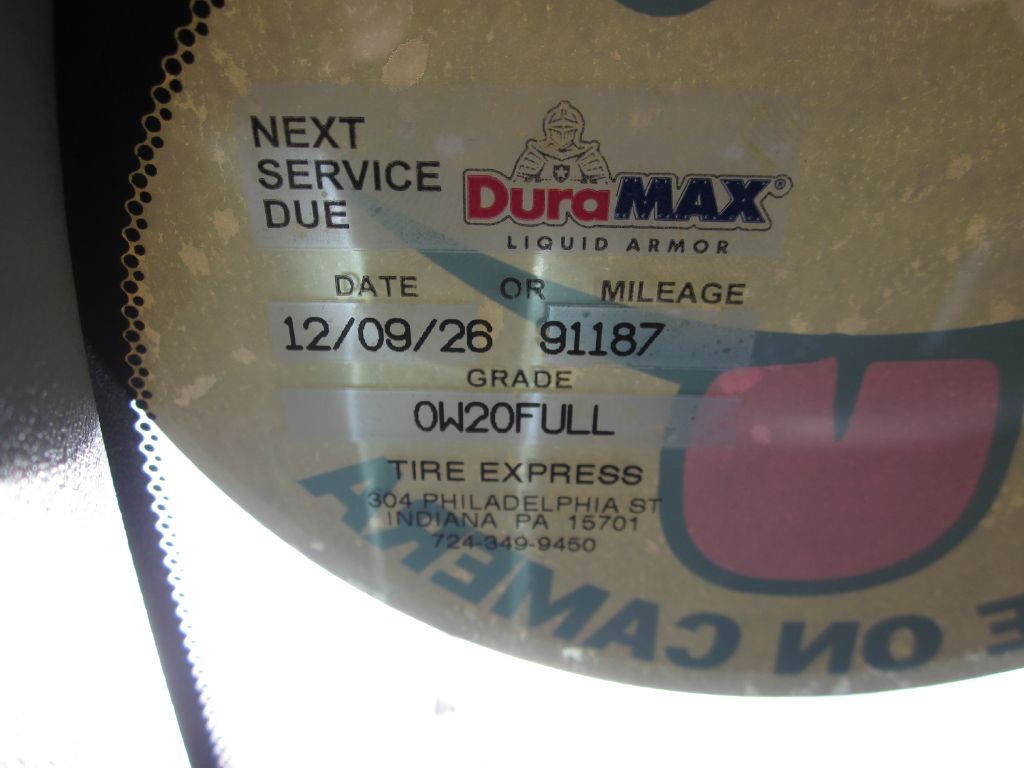 NEXT
SERVICE
DUE
DuraMAX®
LIQUID ARMOR
DATE OR MILEAGE
12/09/26 91187
GRADE
0W20FULL
TIRE EXPRESS
304 PHILADELPHIA ST
INDIANA PA 15701
724-349-9450
ON CAMERA